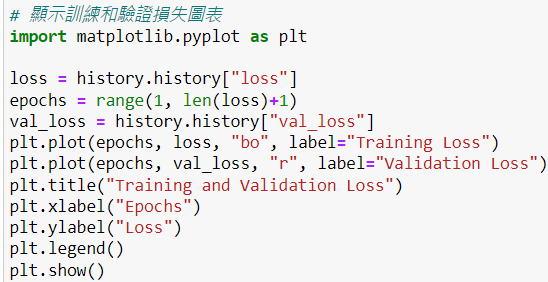 # 顯示訓練和驗證損失圖表
import matplotlib.pyplot as plt

loss = history.history["loss"]
epochs = range(1, len(loss)+1)
val_loss = history.history["val_loss"]
plt.plot(epochs, loss, "bo", label="Training Loss")
plt.plot(epochs, val_loss, "r", label="Validation Loss")
plt.title("Training and Validation Loss")
plt.xlabel("Epochs")
plt.ylabel("Loss")
plt.legend()
plt.show()